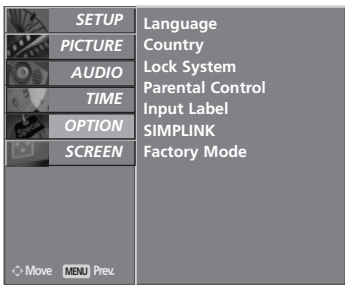 SETUP
PICTURE
AUDIO
TIME
OPTION
SCREEN
Language
Country
Lock System
Parental Control
Input Label
SIMPLINK
Factory Mode
Move MENU Prev.